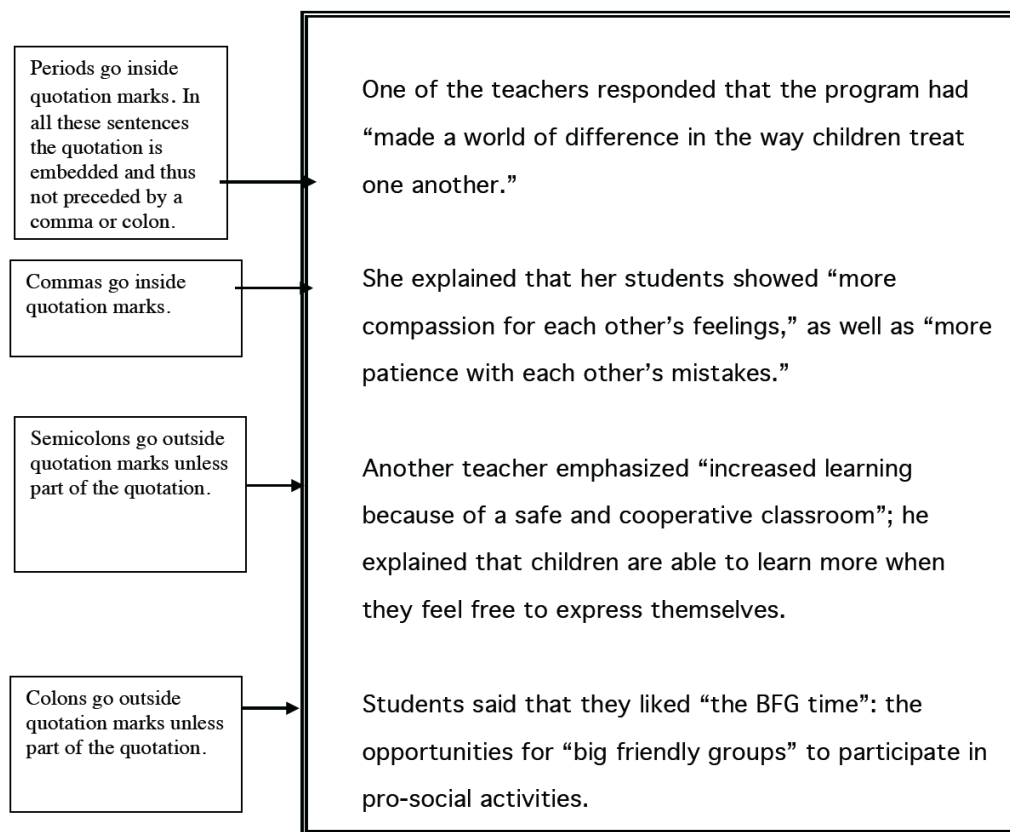 Periods go inside
quotation marks. In
all these sentences
the quotation is
embedded and thus
not preceded by a
comma or colon.
One of the teachers responded that the program had
“made a world of difference in the way children treat
one another.”
Commas go inside
quotation marks.
She explained that her students showed “more
compassion for each other’s feelings,” as well as “more
patience with each other’s mistakes.”
Semicolons go outside
quotation marks unless
part of the quotation.
Another teacher emphasized “increased learning
because of a safe and cooperative classroom”; he
explained that children are able to learn more when
they feel free to express themselves.
Colons go outside
quotation marks unless
part of the quotation.
Students said that they liked “the BFG time”: the
opportunities for “big friendly groups” to participate in
pro-social activities.